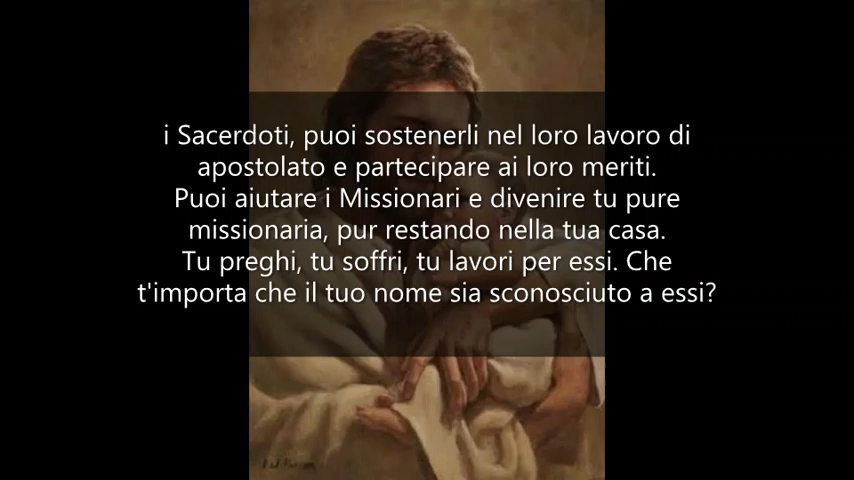 i Sacerdoti, puoi sostenerli nel loro lavoro di
apostolato e partecipare ai loro meriti.
Puoi aiutare i Missionari e divenire tu pure
missionaria, pur restando nella tua casa.
Tu preghi, tu soffri, tu lavori per essi. Che
t'importa che il tuo nome sia sconosciuto a essi?